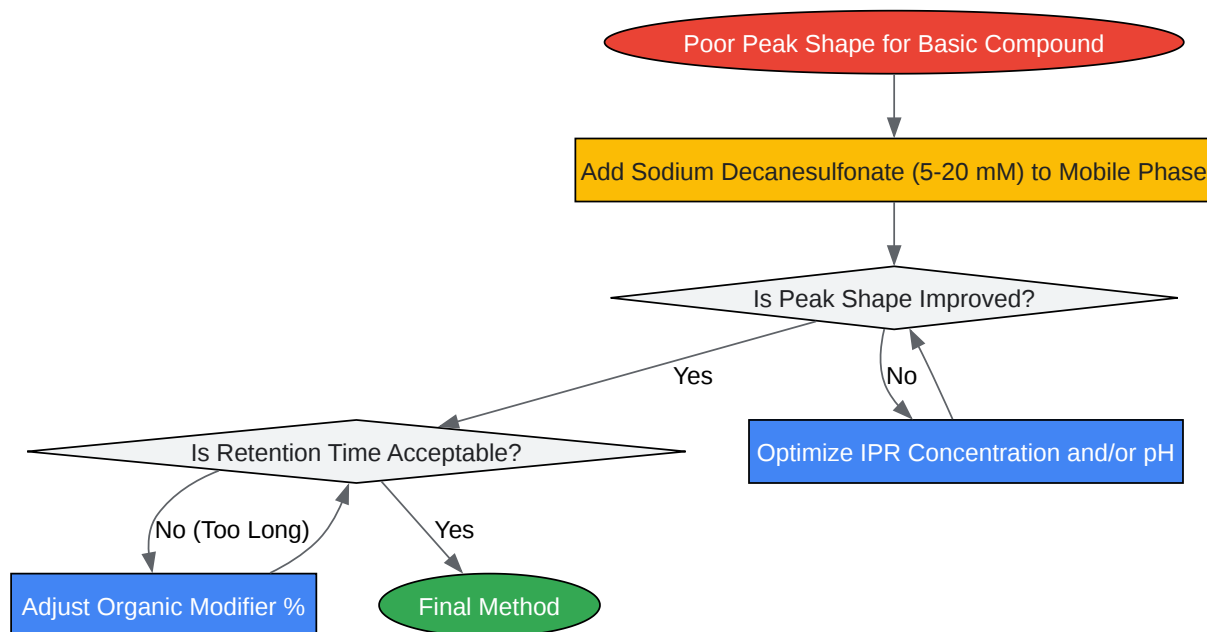 Poor Peak Shape for Basic Compound
Add Sodium Decanesulfonate (5-20 mM) to Mobile Phase
Is Peak Shape Improved?
Yes
No
Is Retention Time Acceptable?
Optimize IPR Concentration and/or pH
No (Too Long)
Yes
Adjust Organic Modifier %
Final Method